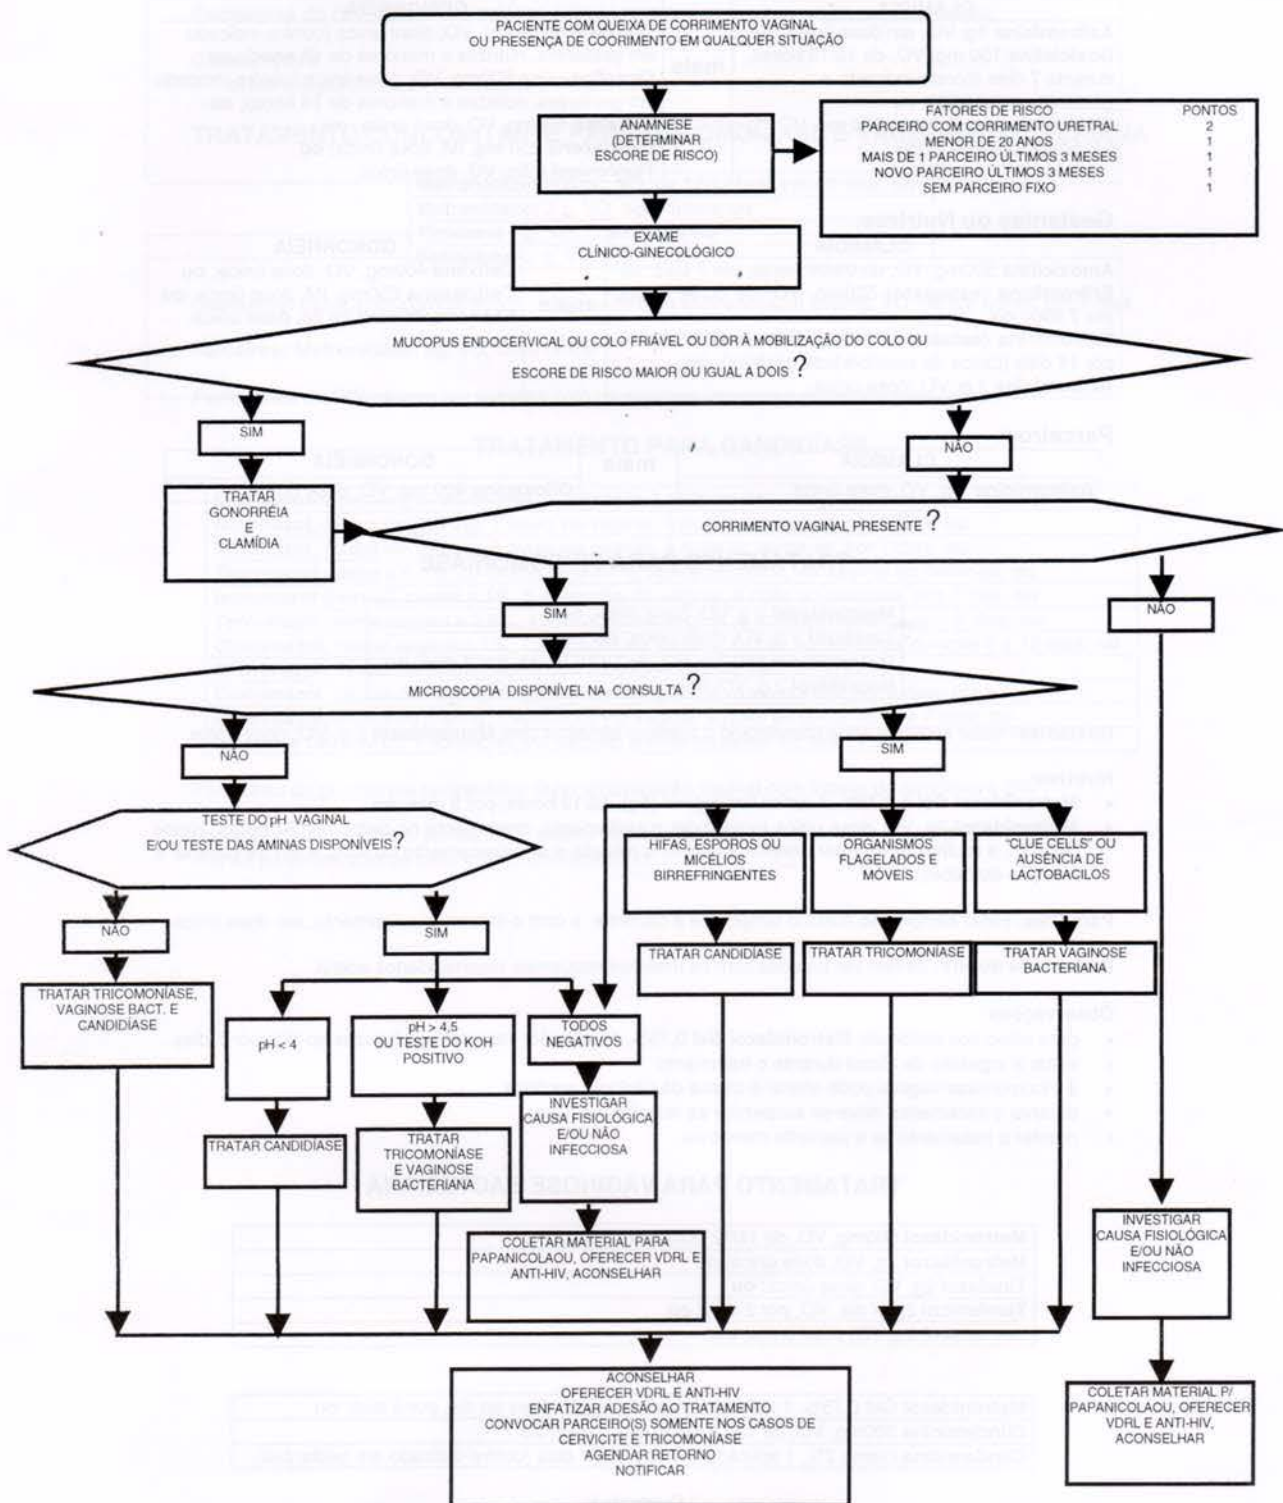 PACIENTE COM QUEIXA DE CORRIMENTO VAGINAL
OU PRESENÇA DE COORIMENTO EM QUALQUER SITUAÇÃO
ANAMNESE
(DETERMINAR
ESCORE DE RISCO)
FATORES DE RISCO PONTOS
PARCEIRO COM CORRIMENTO URETRAL 2
MENOR DE 20 ANOS 1
MAIS DE 1 PARCEIRO ÚLTIMOS 3 MESES 1
NOVO PARCEIRO ÚLTIMOS 3 MESES 1
SEM PARCEIRO FIXO 1
EXAME
CLÍNICO-GINECOLÓGICO
MUCOPUS ENDOCERVICAL OU COLO FRIÁVEL OU DOR À MOBILIZAÇÃO DO COLO OU
ESCORE DE RISCO MAIOR OU IGUAL A DOIS ?
SIM
NÃO
TRATAR
GONORRÉIA
E
CLAMÍDIA
CORRIMENTO VAGINAL PRESENTE ?
SIM
NÃO
MICROSCOPIA DISPONÍVEL NA CONSULTA ?
NÃO
SIM
TESTE DO pH VAGINAL
E/OU TESTE DAS AMINAS DISPONÍVEIS ?
HIFAS, ESPOROS OU
MICÉLIOS
BIRREFRINGENTES
ORGANISMOS
FLAGELADOS E
MÓVEIS
"CLUE CELLS" OU
AUSÊNCIA DE
LACTOBACILOS
NÃO
SIM
TRATAR CANDIDÍASE
TRATAR TRICOMONÍASE
TRATAR VAGINOSE
BACTERIANA
TRATAR TRICOMONÍASE,
VAGINOSE BACT. E
CANDIDÍASE
pH < 4
pH > 4,5
OU TESTE DO KOH
POSITIVO
TODOS
NEGATIVOS
TRATAR CANDIDÍASE
TRATAR
TRICOMONÍASE
E VAGINOSE
BACTERIANA
INVESTIGAR
CAUSA FISIOLÓGICA
E/OU NÃO
INFECCIOSA
COLETAR MATERIAL PARA
PAPANICOLAOU, OFERECER VDRL E
ANTI-HIV, ACONSELHAR
INVESTIGAR
CAUSA FISIOLÓGICA
E/OU NÃO
INFECCIOSA
ACONSELHAR
OFERECER VDRL E ANTI-HIV
ENFATIZAR ADESÃO AO TRATAMENTO
CONVOCAR PARCEIRO(S) SOMENTE NOS CASOS DE
CERVICITE E TRICOMONÍASE
AGENDAR RETORNO
NOTIFICAR
COLETAR MATERIAL P/
PAPANICOLAOU, OFERECER
VDRL E ANTI-HIV,
ACONSELHAR